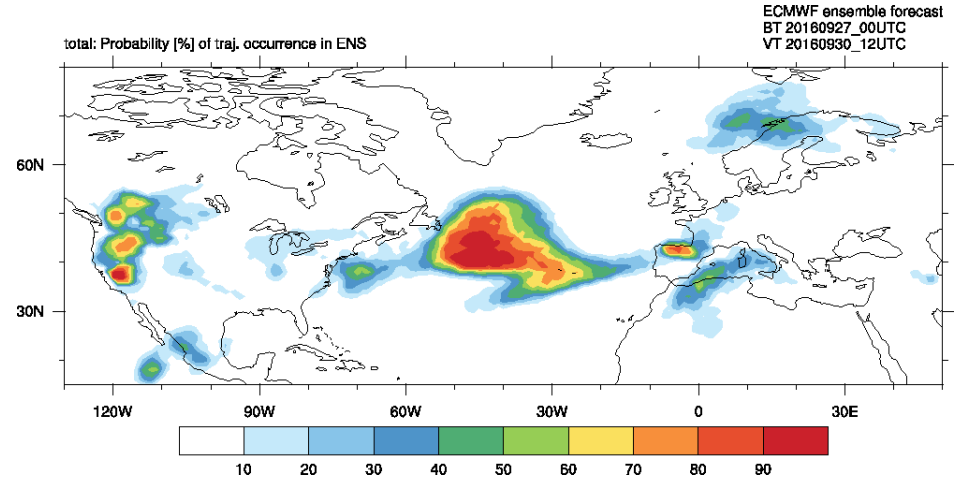 ECMWF ensemble forecast
BT 20160927_00UTC
total: Probability [%] of traj. occurrence in ENS
VT 20160930_12UTC
60N
30N
120W 90W 60W 30W 0 30E
10 20 30 40 50 60 70 80 90